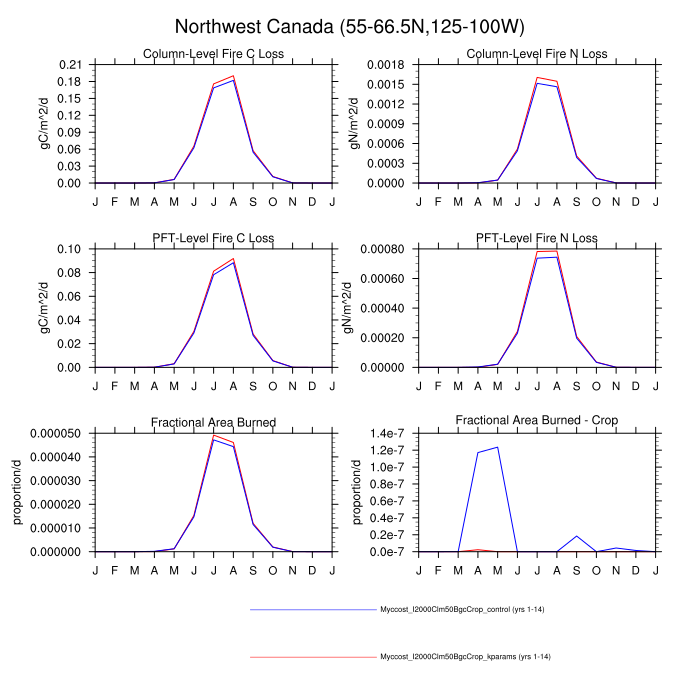 Northwest Canada (55-66.5N,125-100W)
Column-Level Fire C Loss
gC/m^2/d
0.21
0.18
0.15
0.12
0.09
0.06
0.03
0.00
J F M A M J J A S O N D J
Column-Level Fire N Loss
gN/m^2/d
0.0018
0.0015
0.0012
0.0009
0.0006
0.0003
0.0000
J F M A M J J A S O N D J
PFT-Level Fire C Loss
gC/m^2/d
0.10
0.08
0.06
0.04
0.02
0.00
J F M A M J J A S O N D J
PFT-Level Fire N Loss
gN/m^2/d
0.00080
0.00060
0.00040
0.00020
0.00000
J F M A M J J A S O N D J
Fractional Area Burned
proportion/d
0.000050
0.000040
0.000030
0.000020
0.000010
0.000000
J F M A M J J A S O N D J
Fractional Area Burned - Crop
proportion/d
1.4e-7
1.2e-7
1.0e-7
0.8e-7
0.6e-7
0.4e-7
0.2e-7
0.0e-7
J F M A M J J A S O N D J
Myccost_I2000Clm50BgcCrop_control (yrs 1-14)
Myccost_I2000Clm50BgcCrop_kparams (yrs 1-14)